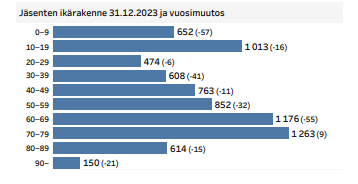 Jäsenten ikärakenne 31.12.2023 ja vuosimuutos
0–9 652 (-57)
10–19 1 013 (-16)
20–29 474 (-6)
30–39 608 (-41)
40–49 763 (-11)
50–59 852 (-32)
60–69 1 176 (-55)
70–79 1 263 (9)
80–89 614 (-15)
90– 150 (-21)